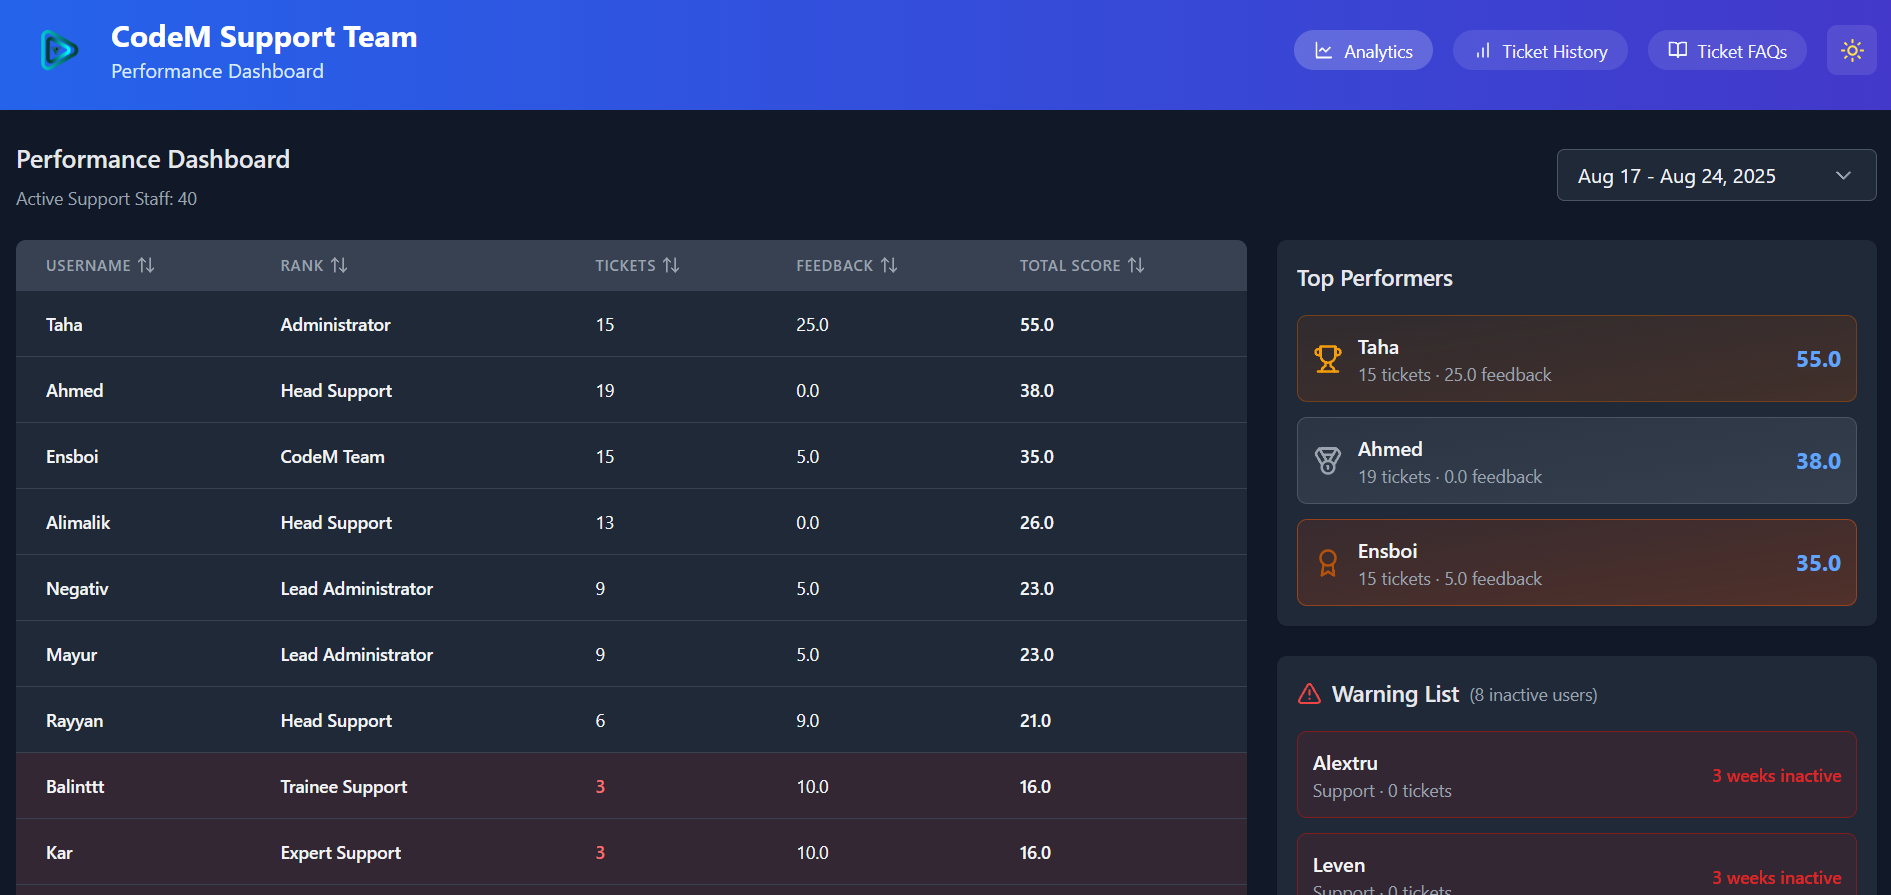 CodeM Support Team
Performance Dashboard
Analytics
Ticket History
Ticket FAQs
Performance Dashboard
Active Support Staff: 40
Aug 17 - Aug 24, 2025
USERNAME RANK TICKETS FEEDBACK TOTAL SCORE
Taha Administrator 15 25.0 55.0
Ahmed Head Support 19 0.0 38.0
Ensboi CodeM Team 15 5.0 35.0
Alimalik Head Support 13 0.0 26.0
Negativ Lead Administrator 9 5.0 23.0
Mayur Lead Administrator 9 5.0 23.0
Rayyan Head Support 6 9.0 21.0
Balinttt Trainee Support 3 10.0 16.0
Kar Expert Support 3 10.0 16.0
Top Performers
Taha
15 tickets · 25.0 feedback
55.0
Ahmed
19 tickets · 0.0 feedback
38.0
Ensboi
15 tickets · 5.0 feedback
35.0
Warning List (8 inactive users)
Alextru
Support · 0 tickets
3 weeks inactive
Leven
Support · 0 tickets
3 weeks inactive